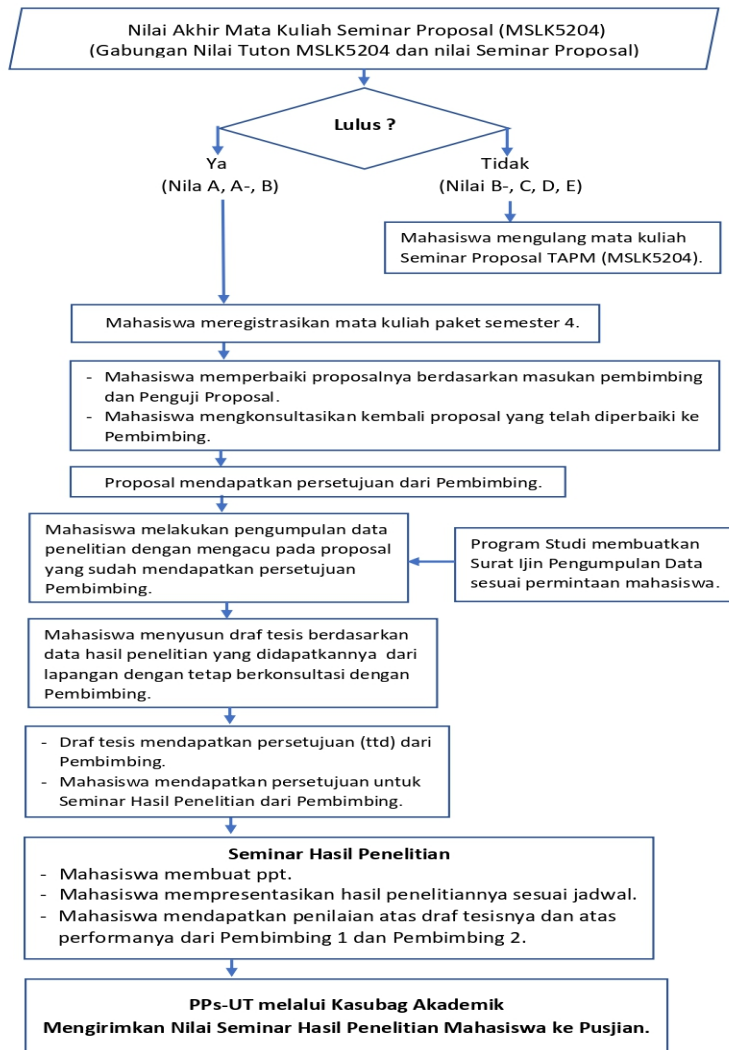 Nilai Akhir Mata Kuliah Seminar Proposal (MSLK5204)
(Gabungan Nilai Tuton MSLK5204 dan nilai Seminar Proposal)
Lulus ?
Ya
(Nila A, A-, B)
Tidak
(Nilai B-, C, D, E)
Mahasiswa mengulang mata kuliah
Seminar Proposal TAPM (MSLK5204).
Mahasiswa meregistrasikan mata kuliah paket semester 4.
- Mahasiswa memperbaiki proposalnya berdasarkan masukan pembimbing
dan Penguji Proposal.
- Mahasiswa mengkonsultasikan kembali proposal yang telah diperbaiki ke
Pembimbing.
Proposal mendapatkan persetujuan dari Pembimbing.
Mahasiswa melakukan pengumpulan data
penelitian dengan mengacu pada proposal
yang sudah mendapatkan persetujuan
Pembimbing.
Program Studi membuatkan
Surat Ijin Pengumpulan Data
sesuai permintaan mahasiswa.
Mahasiswa menyusun draf tesis berdasarkan
data hasil penelitian yang didapatkannya dari
lapangan dengan tetap berkonsultasi dengan
Pembimbing.
- Draf tesis mendapatkan persetujuan (ttd) dari
Pembimbing.
- Mahasiswa mendapatkan persetujuan untuk
Seminar Hasil Penelitian dari Pembimbing.
Seminar Hasil Penelitian
- Mahasiswa membuat ppt.
- Mahasiswa mempresentasikan hasil penelitiannya sesuai jadwal.
- Mahasiswa mendapatkan penilaian atas draf tesisnya dan atas
performanya dari Pembimbing 1 dan Pembimbing 2.
PPs-UT melalui Kasubag Akademik
Mengirimkan Nilai Seminar Hasil Penelitian Mahasiswa ke Pusjian.